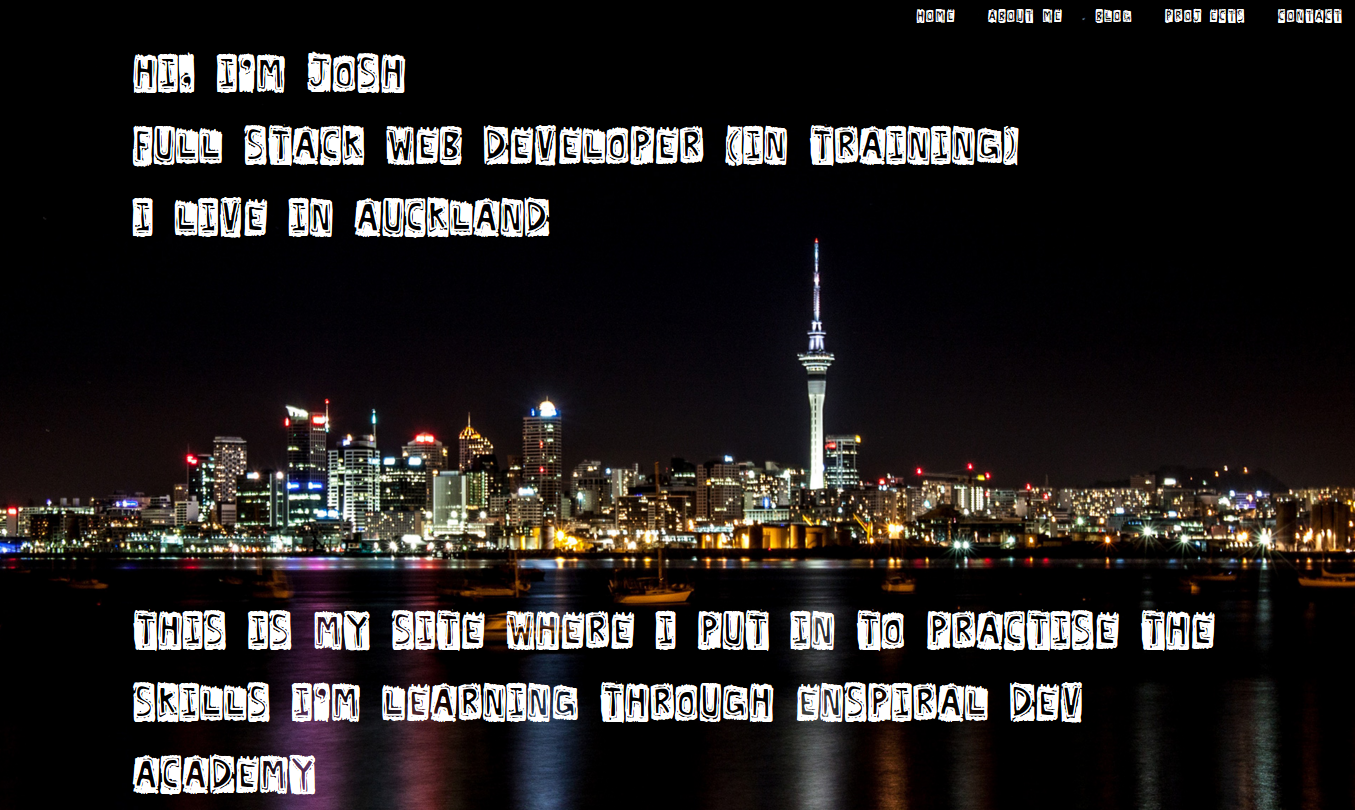 HOME ABOUT ME BLOG PROJECTS CONTACT
HI, I'M JOSH
FULL STACK WEB DEVELOPER (IN TRAINING)
I LIVE IN AUCKLAND
THIS IS MY SITE WHERE I PUT IN TO PRACTISE THE
SKILLS I'M LEARNING THROUGH ENSPIRAL DEV
ACADEMY